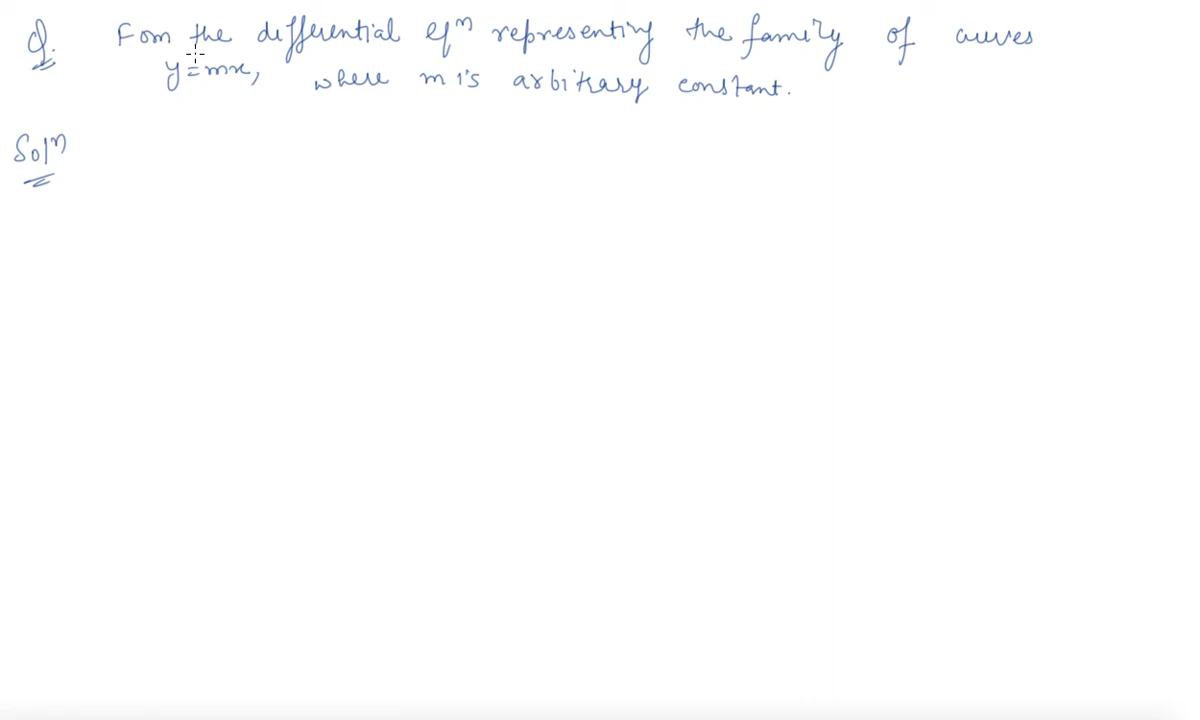 Q. Fom the differential eqn representing the family of curves
y=mx, where m is arbitrary constant.
Soln